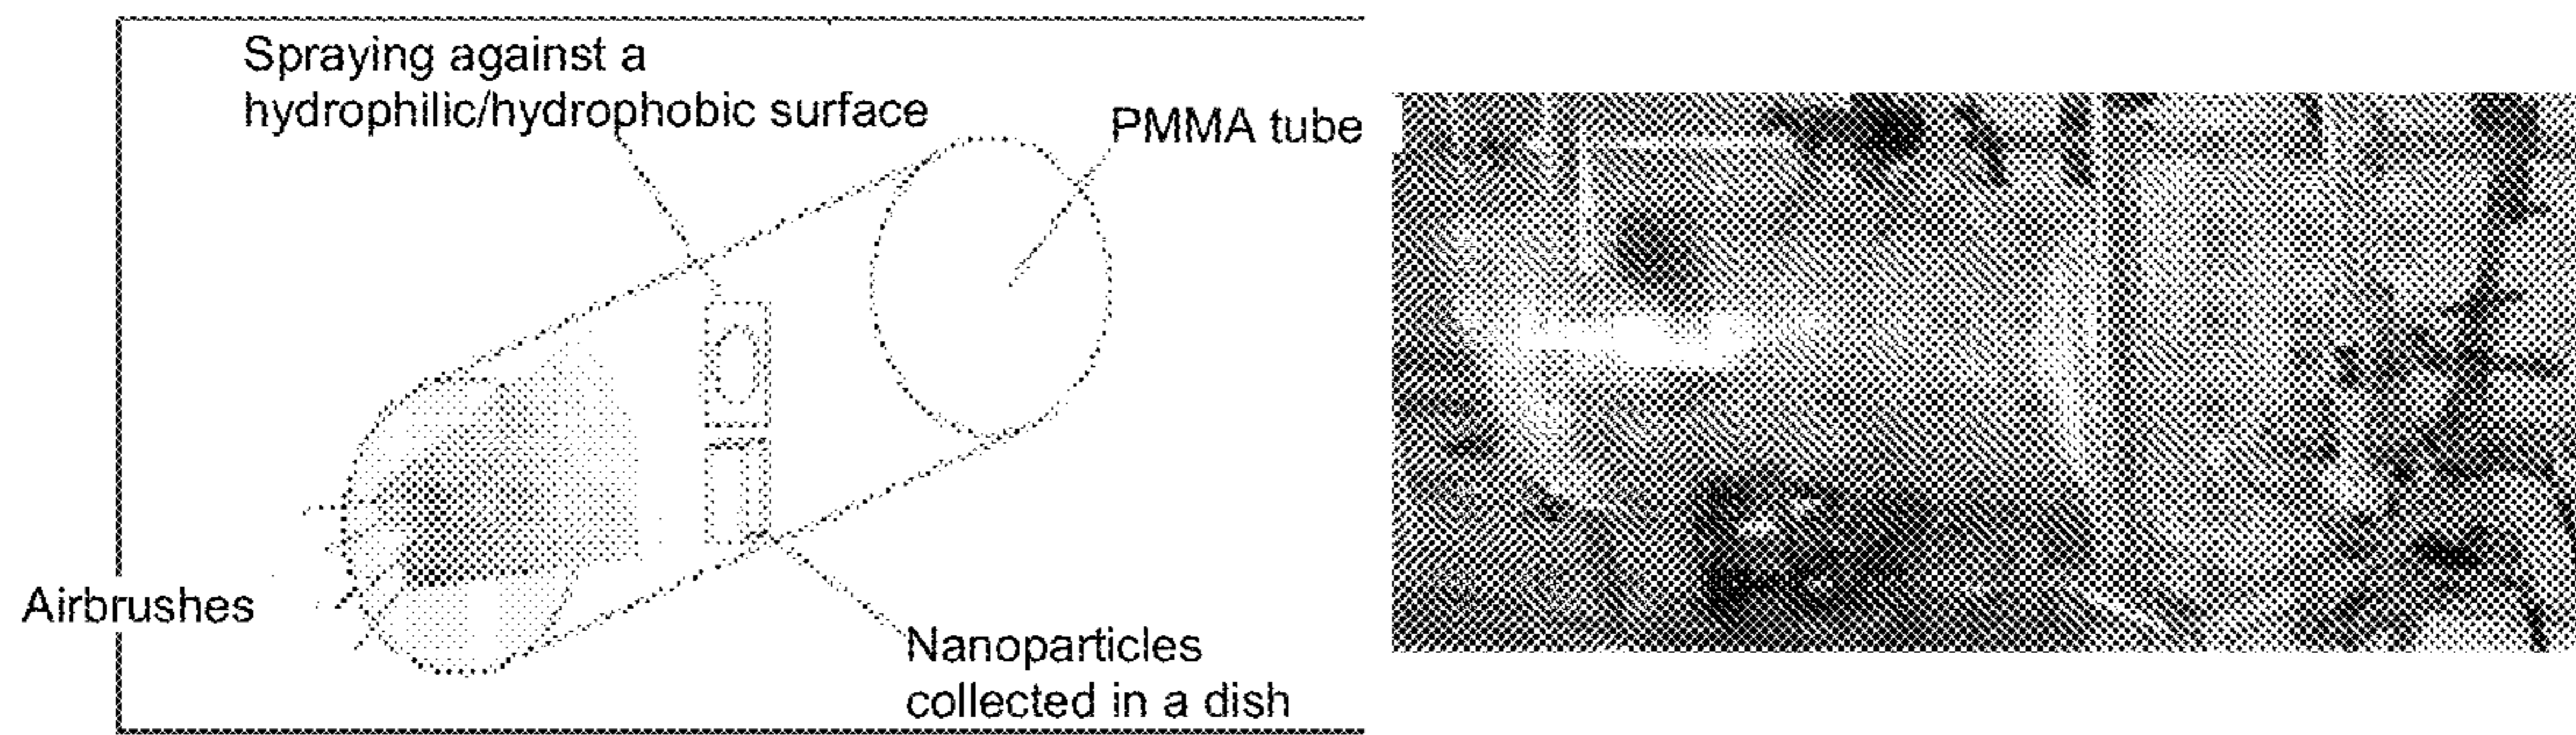 Spraying against a
hydrophilic/hydrophobic surface
PMMA tube
Airbrushes
Nanoparticles
collected in a dish